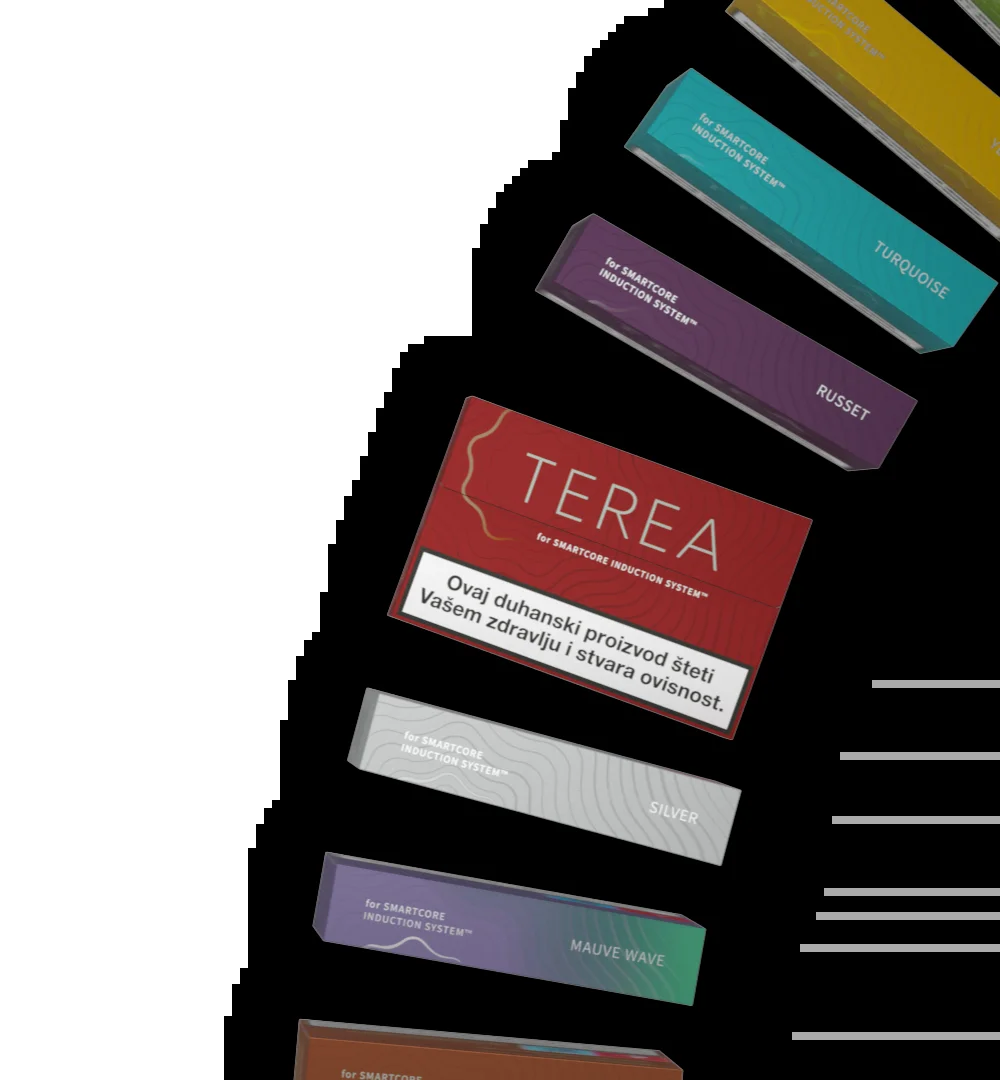 for SMARTCORE
INDUCTION SYSTEM™
TURQUOISE
for SMARTCORE
INDUCTION SYSTEM™
RUSSET
TEREA
for SMARTCORE INDUCTION SYSTEM™
Ovaj duhanski proizvod šteti
Vašem zdravlju i stvara ovisnost.
for SMARTCORE
INDUCTION SYSTEM™
SILVER
for SMARTCORE
INDUCTION SYSTEM™
MAUVE WAVE
for SMARTCORE